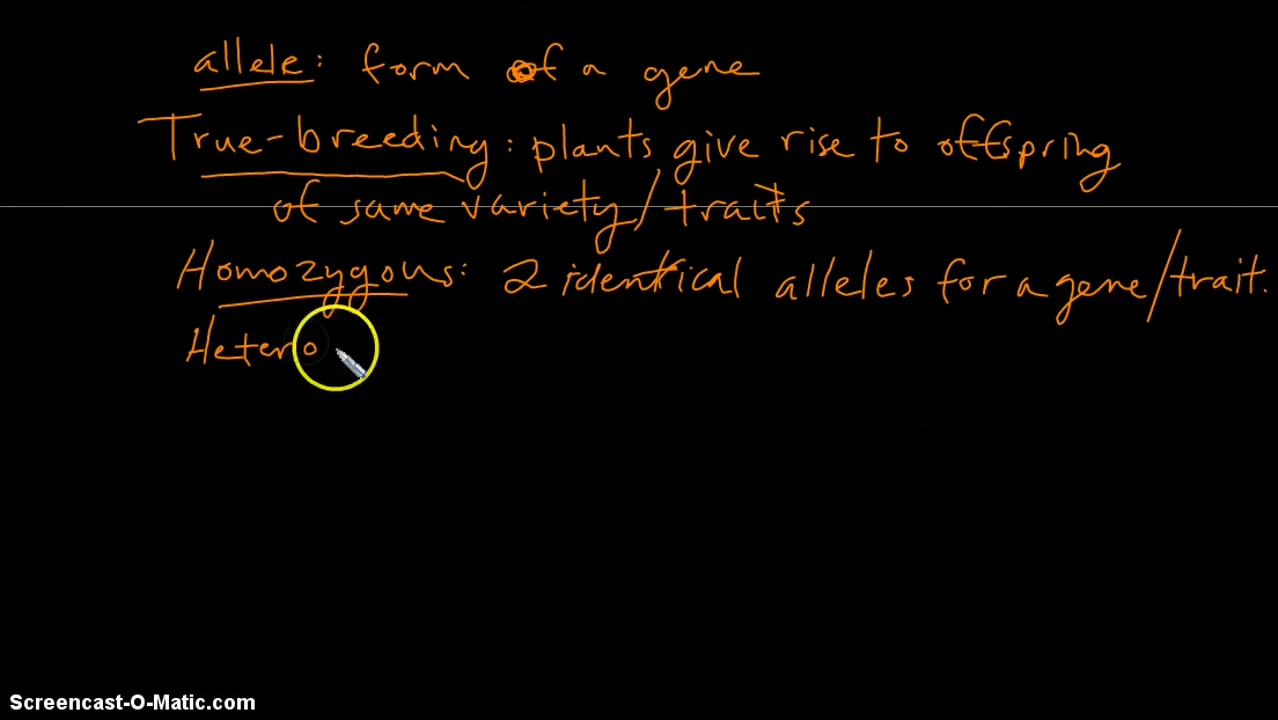 allele: form of a gene
True-breeding: plants give rise to offspring
of same variety/traits
Homozygous: 2 identical alleles for a gene/trait.
Hetero
Screencast-O-Matic.com